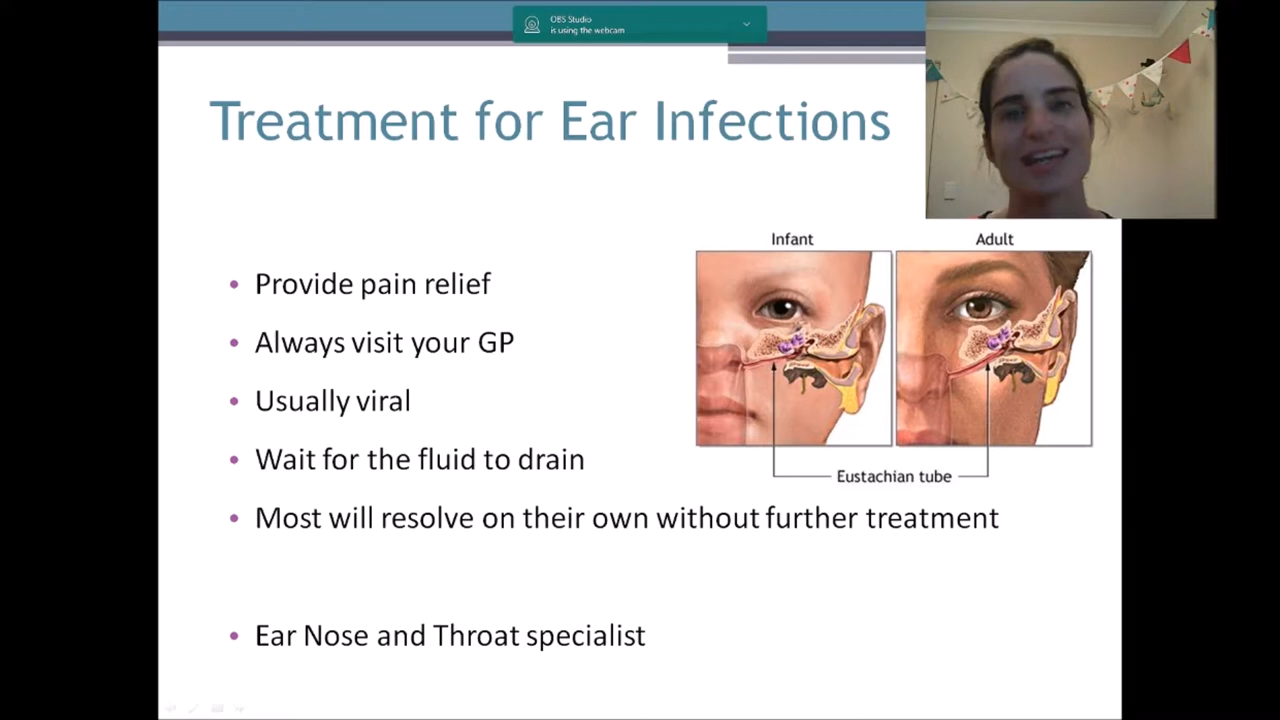 OBS Studio
is using the webcam
Treatment for Ear Infections
Infant
Adult
• Provide pain relief
• Always visit your GP
• Usually viral
• Wait for the fluid to drain
Eustachian tube
• Most will resolve on their own without further treatment
• Ear Nose and Throat specialist